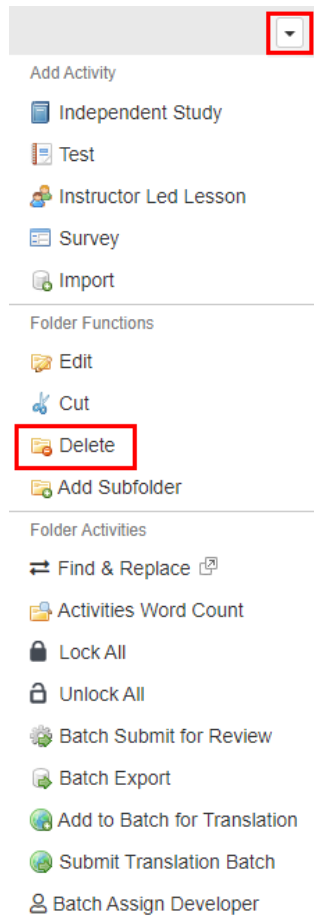 Add Activity
Independent Study
Test
Instructor Led Lesson
Survey
Import
Folder Functions
Edit
Cut
Delete
Add Subfolder
Folder Activities
Find & Replace
Activities Word Count
Lock All
Unlock All
Batch Submit for Review
Batch Export
Add to Batch for Translation
Submit Translation Batch
Batch Assign Developer